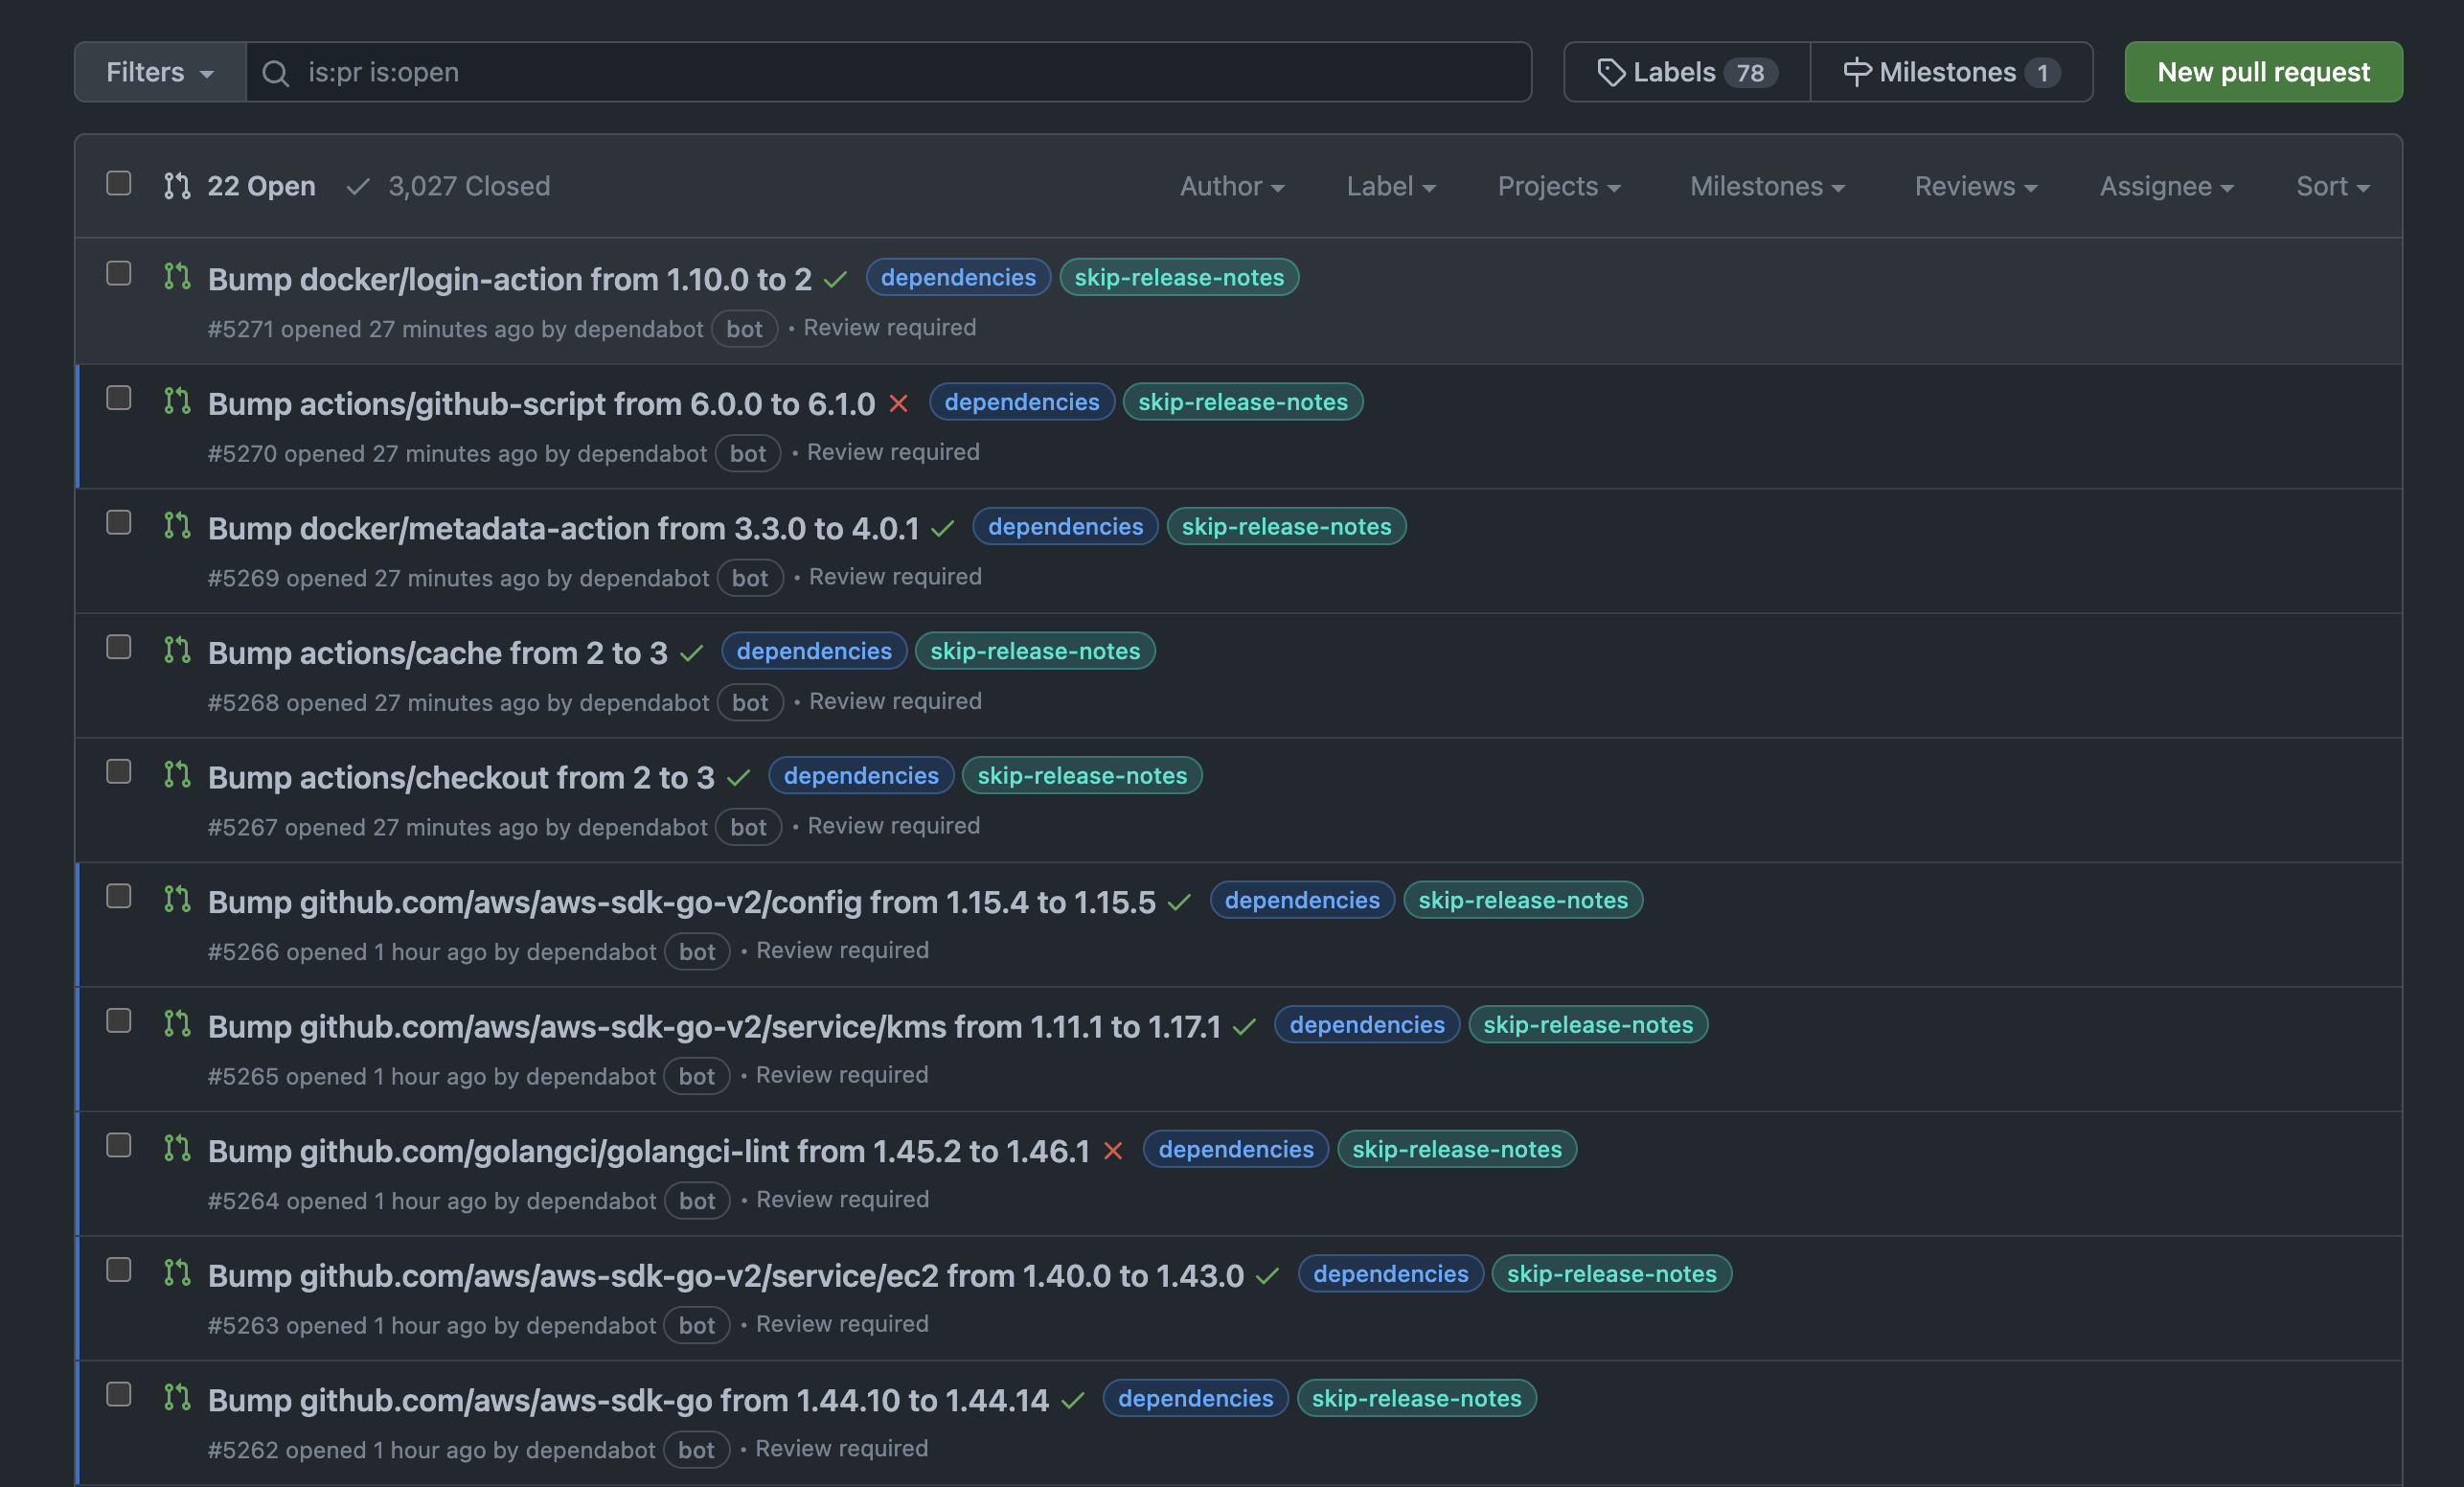 Filters is:pr is:open Labels 78 Milestones 1 New pull request
22 Open 3,027 Closed Author Label Projects Milestones Reviews Assignee Sort
Bump docker/login-action from 1.10.0 to 2 dependencies skip-release-notes
#5271 opened 27 minutes ago by dependabot bot • Review required
Bump actions/github-script from 6.0.0 to 6.1.0 dependencies skip-release-notes
#5270 opened 27 minutes ago by dependabot bot • Review required
Bump docker/metadata-action from 3.3.0 to 4.0.1 dependencies skip-release-notes
#5269 opened 27 minutes ago by dependabot bot • Review required
Bump actions/cache from 2 to 3 dependencies skip-release-notes
#5268 opened 27 minutes ago by dependabot bot • Review required
Bump actions/checkout from 2 to 3 dependencies skip-release-notes
#5267 opened 27 minutes ago by dependabot bot • Review required
Bump github.com/aws/aws-sdk-go-v2/config from 1.15.4 to 1.15.5 dependencies skip-release-notes
#5266 opened 1 hour ago by dependabot bot • Review required
Bump github.com/aws/aws-sdk-go-v2/service/kms from 1.11.1 to 1.17.1 dependencies skip-release-notes
#5265 opened 1 hour ago by dependabot bot • Review required
Bump github.com/golangci/golangci-lint from 1.45.2 to 1.46.1 dependencies skip-release-notes
#5264 opened 1 hour ago by dependabot bot • Review required
Bump github.com/aws/aws-sdk-go-v2/service/ec2 from 1.40.0 to 1.43.0 dependencies skip-release-notes
#5263 opened 1 hour ago by dependabot bot • Review required
Bump github.com/aws/aws-sdk-go from 1.44.10 to 1.44.14 dependencies skip-release-notes
#5262 opened 1 hour ago by dependabot bot • Review required